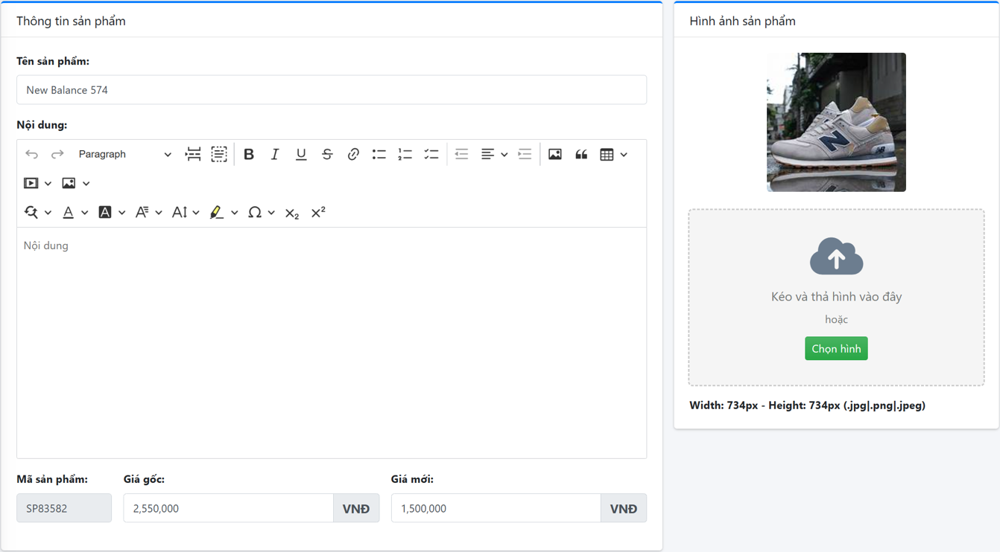 Thông tin sản phẩm
Tên sản phẩm:
New Balance 574
Nội dung:
Paragraph
Nội dung
Mã sản phẩm:
Giá gốc:
Giá mới:
SP83582
2,550,000
VNĐ
1,500,000
VNĐ
Hình ảnh sản phẩm
Kéo và thả hình vào đây
hoặc
Chọn hình
Width: 734px - Height: 734px (.jpg|.png|.jpeg)